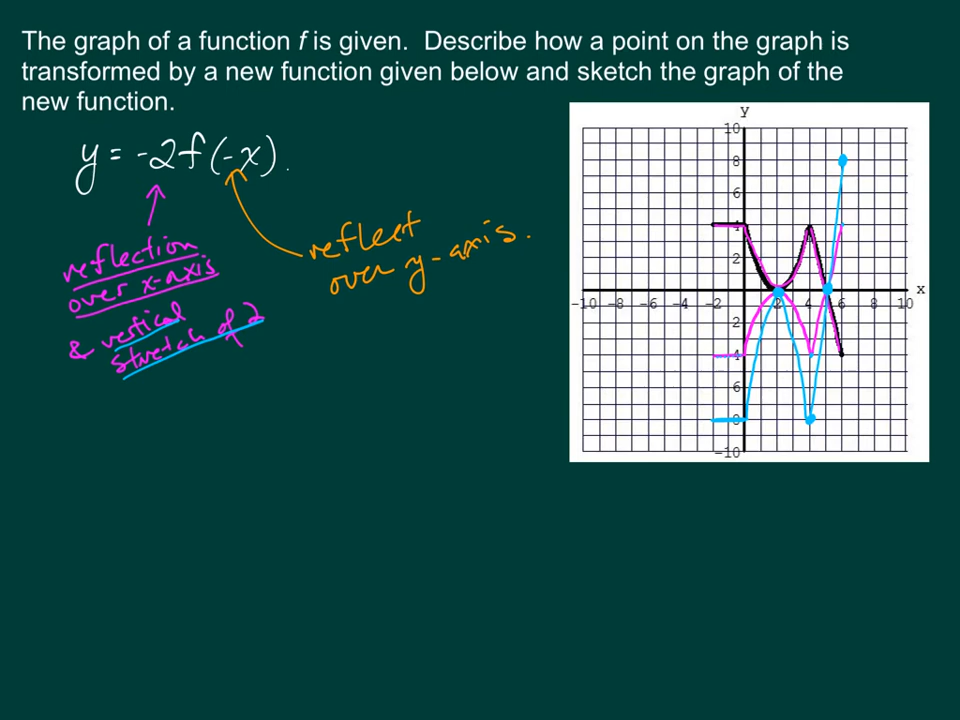 The graph of a function f is given.  Describe how a point on the graph is
transformed by a new function given below and sketch the graph of the
new function.
y = -2f(-x).
reflection
over x-axis
& vertical
stretch of 2
reflect
over y-axis.
y
10
8
6
4
2
-10 -8 -6 -4 -2 2 4 6 8 10 x
2
4
6
8
-10